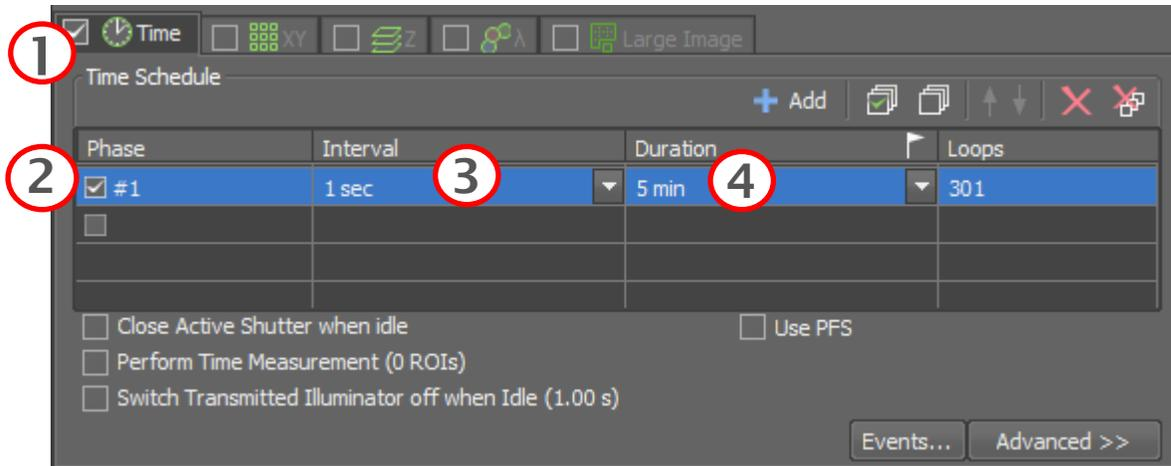 1
Time XY Z λ Large Image
Time Schedule
Add
Phase Interval Duration Loops
2 #1 1 sec 3 5 min 4 301
Close Active Shutter when idle Use PFS
Perform Time Measurement (0 ROIs)
Switch Transmitted Illuminator off when Idle (1.00 s)
Events... Advanced >>